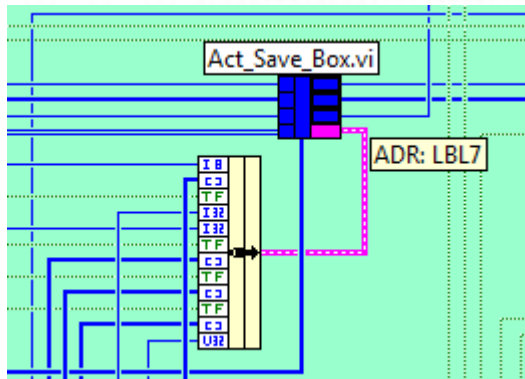 Act_Save_Box.vi
ADR: LBL7
I8
[]
TF
I32
I32
TF
[]
TF
[]
TF
[]
U32